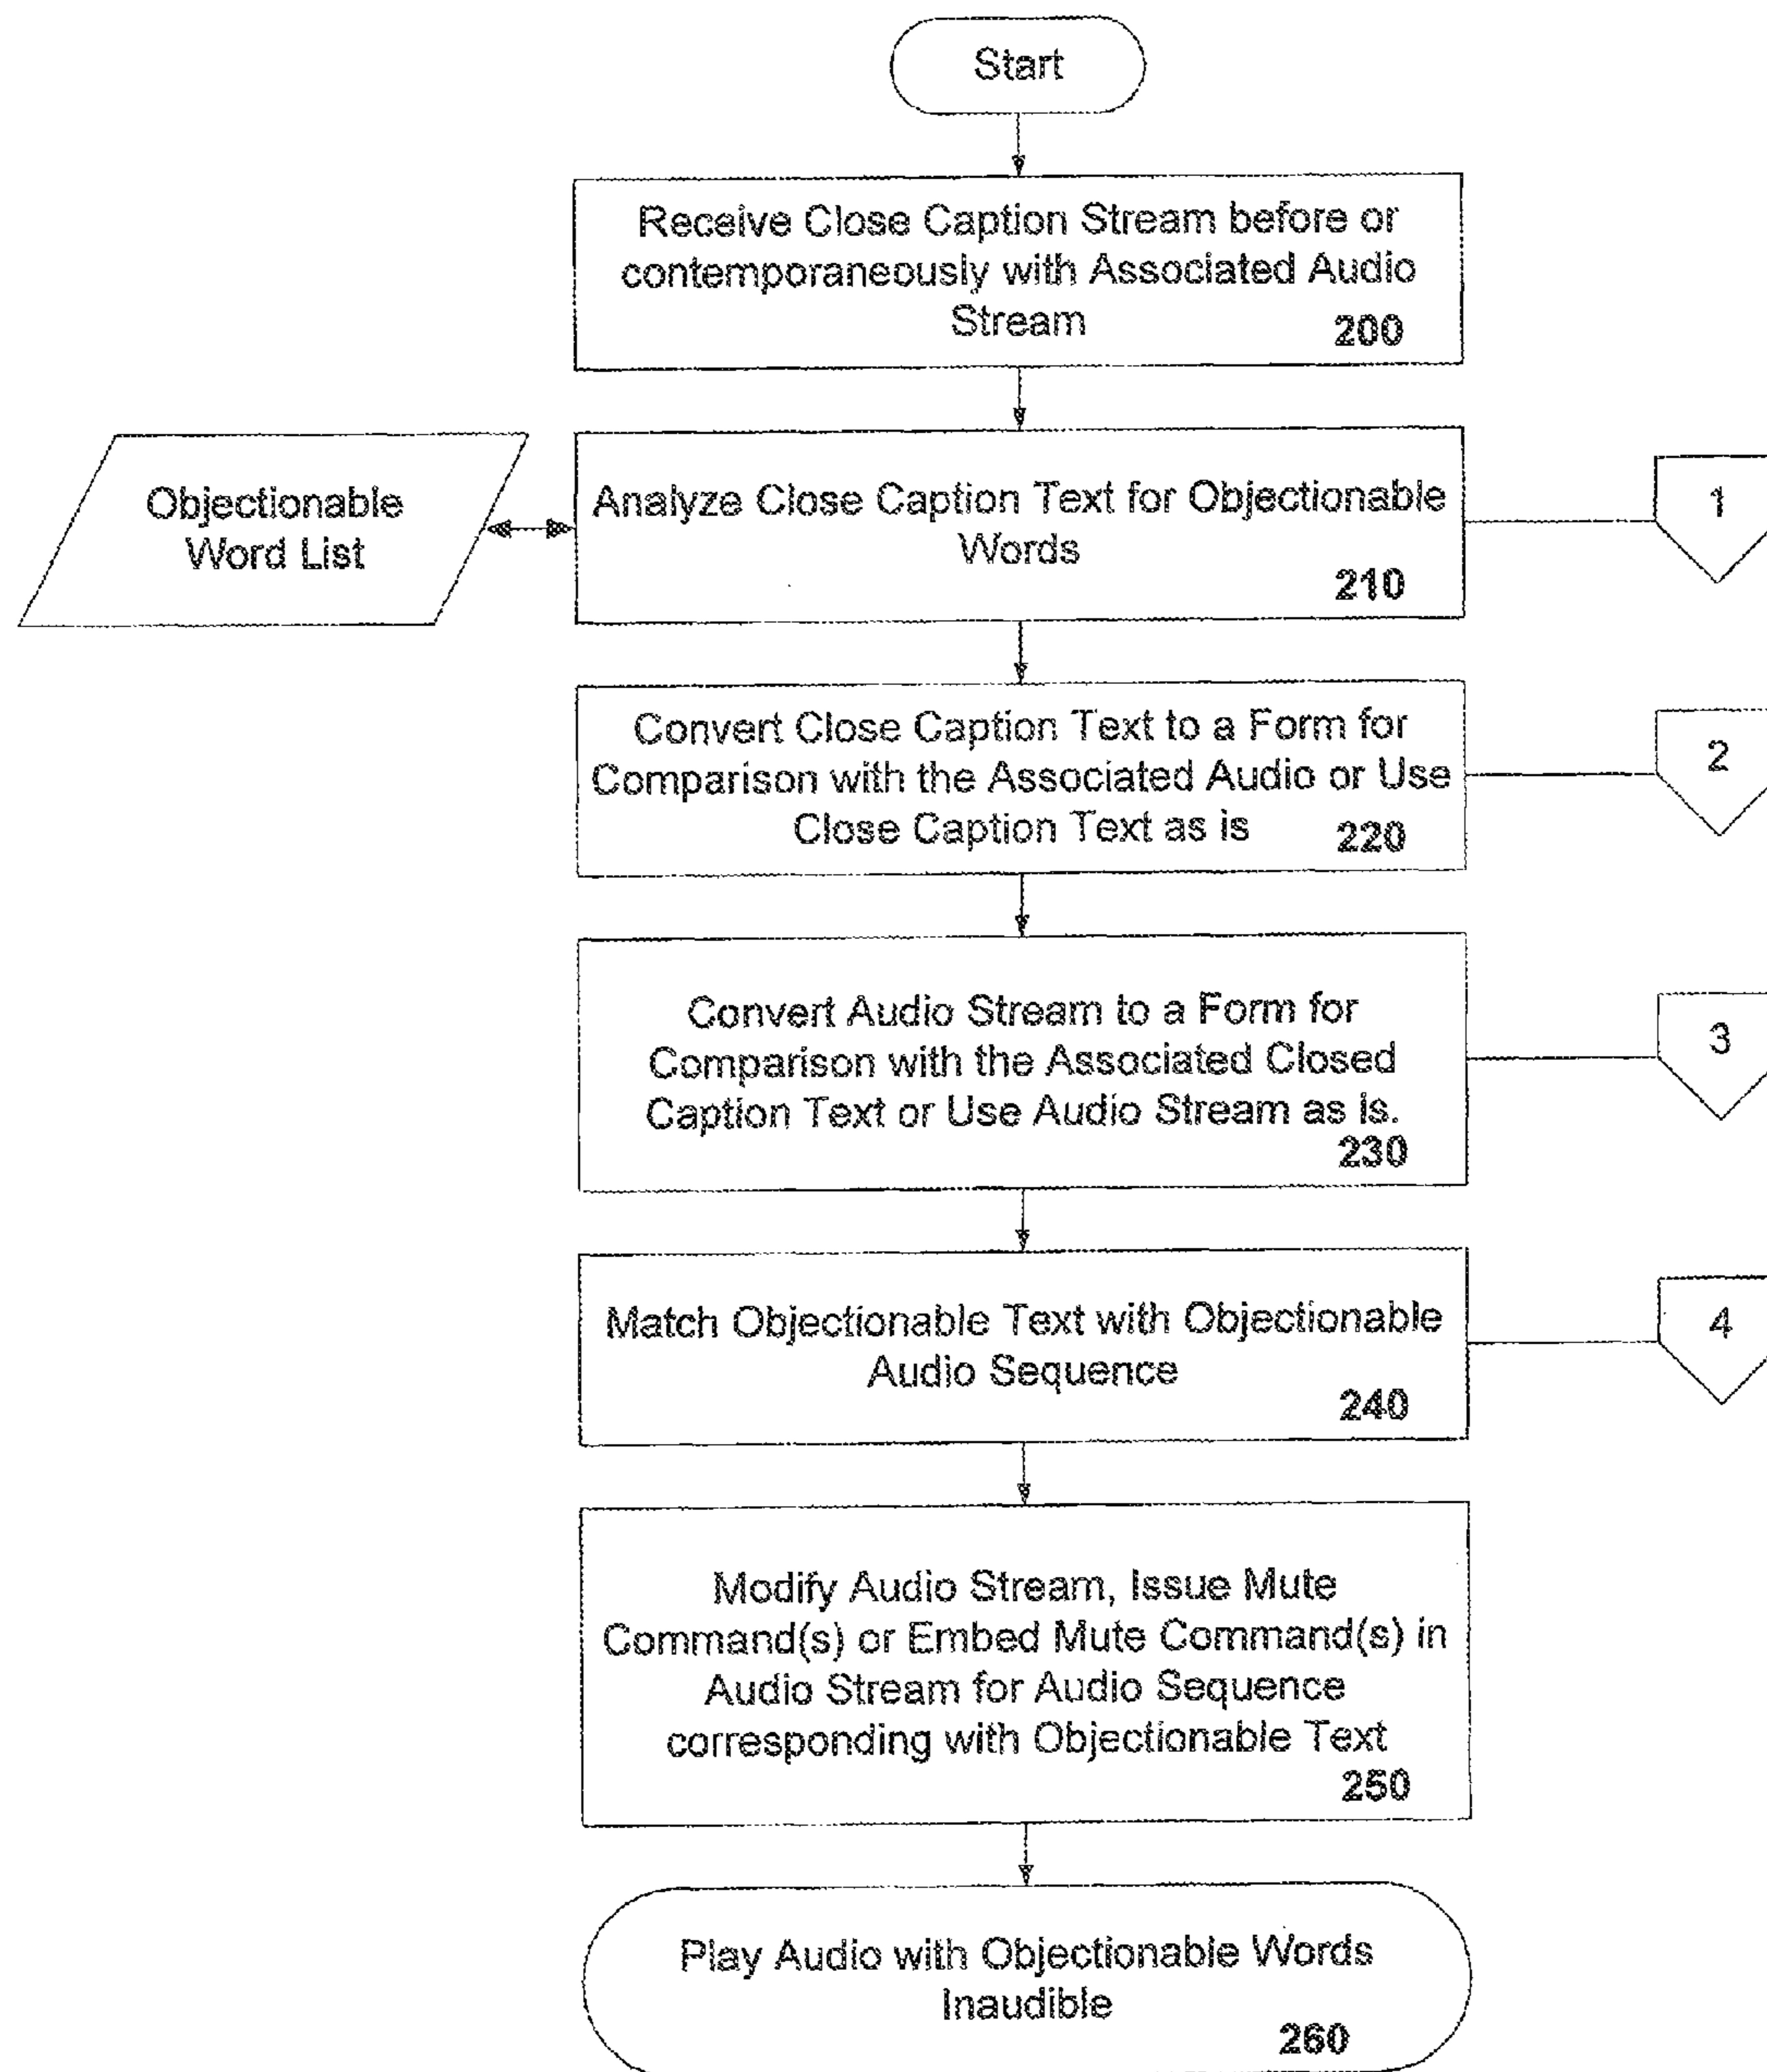 Start
Receive Close Caption Stream before or
contemporaneously with Associated Audio
Stream
200
Objectionable
Word List
Analyze Close Caption Text for Objectionable
Words
210
1
Convert Close Caption Text to a Form for
Comparison with the Associated Audio or Use
Close Caption Text as is
220
2
Convert Audio Stream to a Form for
Comparison with the Associated Closed
Caption Text or Use Audio Stream as is.
230
3
Match Objectionable Text with Objectionable
Audio Sequence
240
4
Modify Audio Stream, Issue Mute
Command(s) or Embed Mute Command(s) in
Audio Stream for Audio Sequence
corresponding with Objectionable Text
250
Play Audio with Objectionable Words
Inaudible
260